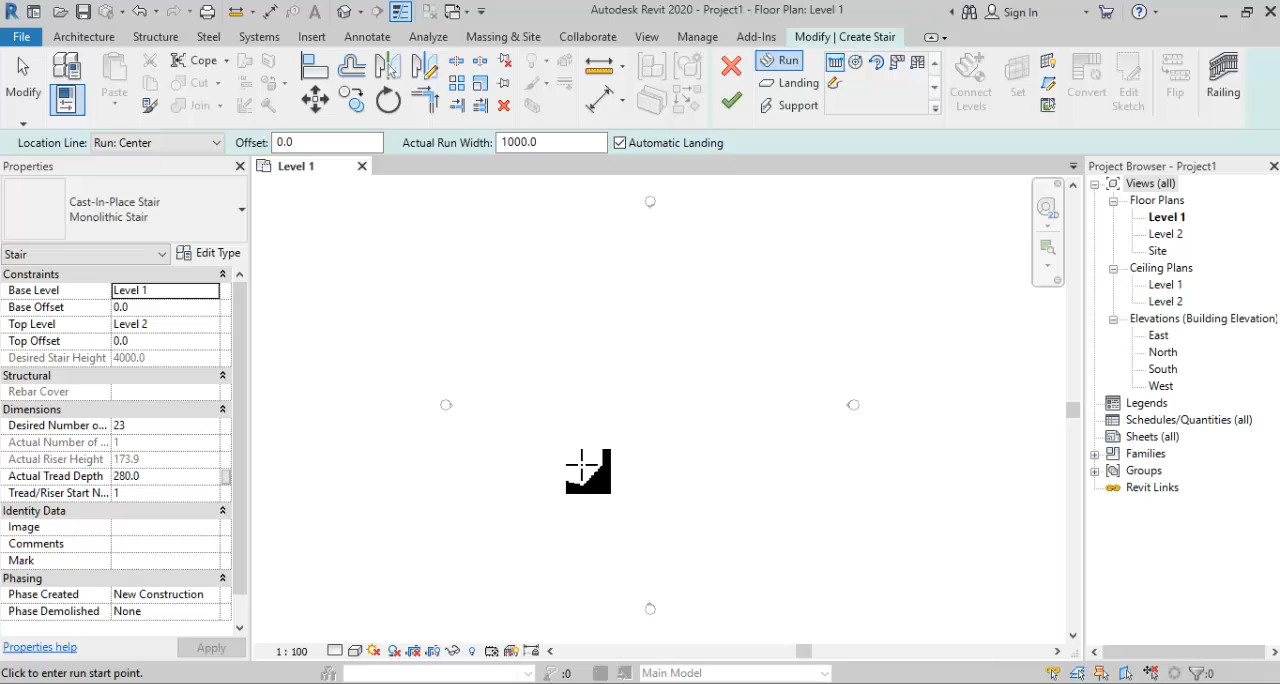 Autodesk Revit 2020 - Project1 - Floor Plan: Level 1
Sign In
File Architecture Structure Steel Systems Insert Annotate Analyze Massing & Site Collaborate View Manage Add-Ins Modify | Create Stair
Modify
Paste
Cope
Cut
Join
Run
Landing
Support
Connect Levels
Set
Convert
Edit Sketch
Flip
Railing
Location Line: Run: Center Offset: 0.0 Actual Run Width: 1000.0 Automatic Landing
Properties
Level 1
Project Browser - Project1
Cast-In-Place Stair
Monolithic Stair
Stair
Edit Type
Constraints
Base Level Level 1
Base Offset 0.0
Top Level Level 2
Top Offset 0.0
Desired Stair Height 4000.0
Structural
Rebar Cover
Dimensions
Desired Number o... 23
Actual Number of ... 1
Actual Riser Height 173.9
Actual Tread Depth 280.0
Tread/Riser Start N... 1
Identity Data
Image
Comments
Mark
Phasing
Phase Created New Construction
Phase Demolished None
Properties help
Apply
2D
Views (all)
Floor Plans
Level 1
Level 2
Site
Ceiling Plans
Level 1
Level 2
Elevations (Building Elevation)
East
North
South
West
Legends
Schedules/Quantities (all)
Sheets (all)
Families
Groups
Revit Links
1 : 100
Click to enter run start point.
:0
Main Model
:0